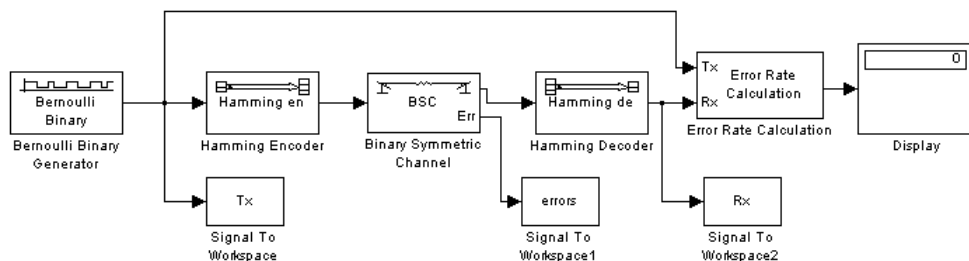 Bernoulli
Binary
Bernoulli Binary
Generator
Hamming en
Hamming Encoder
BSC
Err
Binary Symmetric
Channel
Hamming de
Hamming Decoder
Tx
Rx
Error Rate
Calculation
Error Rate Calculation
0
Display
Tx
Signal To
Workspace
errors
Signal To
Workspace1
Rx
Signal To
Workspace2